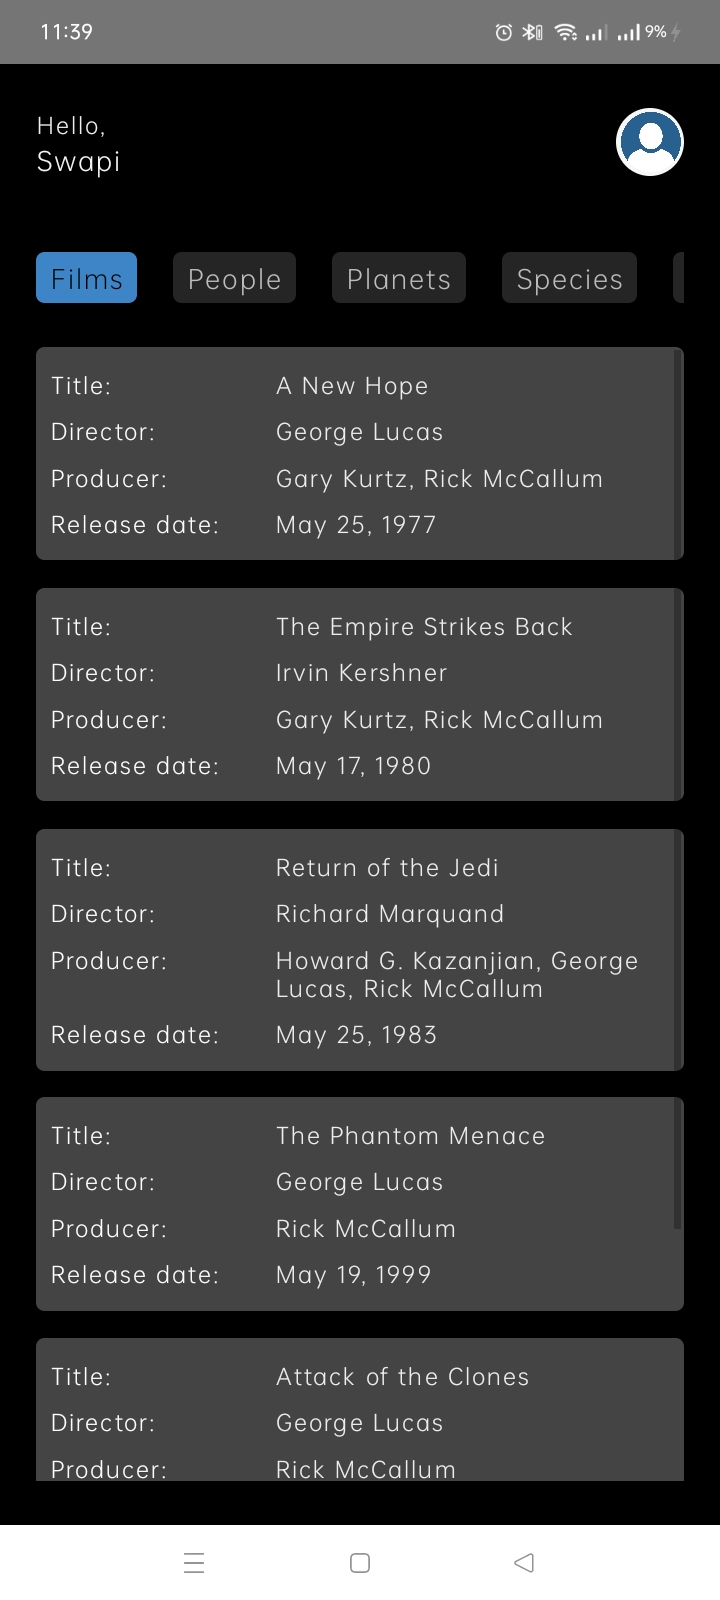 11:39 9%
Hello,
Swapi
Films People Planets Species
Title: A New Hope
Director: George Lucas
Producer: Gary Kurtz, Rick McCallum
Release date: May 25, 1977
Title: The Empire Strikes Back
Director: Irvin Kershner
Producer: Gary Kurtz, Rick McCallum
Release date: May 17, 1980
Title: Return of the Jedi
Director: Richard Marquand
Producer: Howard G. Kazanjian, George
Lucas, Rick McCallum
Release date: May 25, 1983
Title: The Phantom Menace
Director: George Lucas
Producer: Rick McCallum
Release date: May 19, 1999
Title: Attack of the Clones
Director: George Lucas
Producer: Rick McCallum